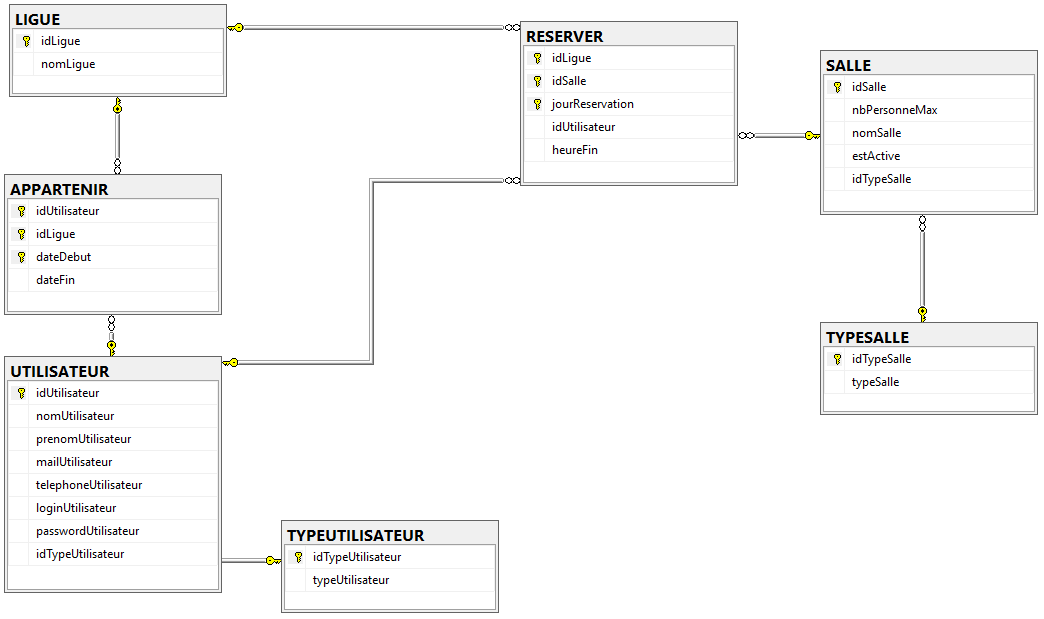 LIGUE
idLigue
nomLigue
RESERVER
idLigue
idSalle
jourReservation
idUtilisateur
heureFin
SALLE
idSalle
nbPersonneMax
nomSalle
estActive
idTypeSalle
APPARTENIR
idUtilisateur
idLigue
dateDebut
dateFin
UTILISATEUR
idUtilisateur
nomUtilisateur
prenomUtilisateur
mailUtilisateur
telephoneUtilisateur
loginUtilisateur
passwordUtilisateur
idTypeUtilisateur
TYPESALLE
idTypeSalle
typeSalle
TYPEUTILISATEUR
idTypeUtilisateur
typeUtilisateur